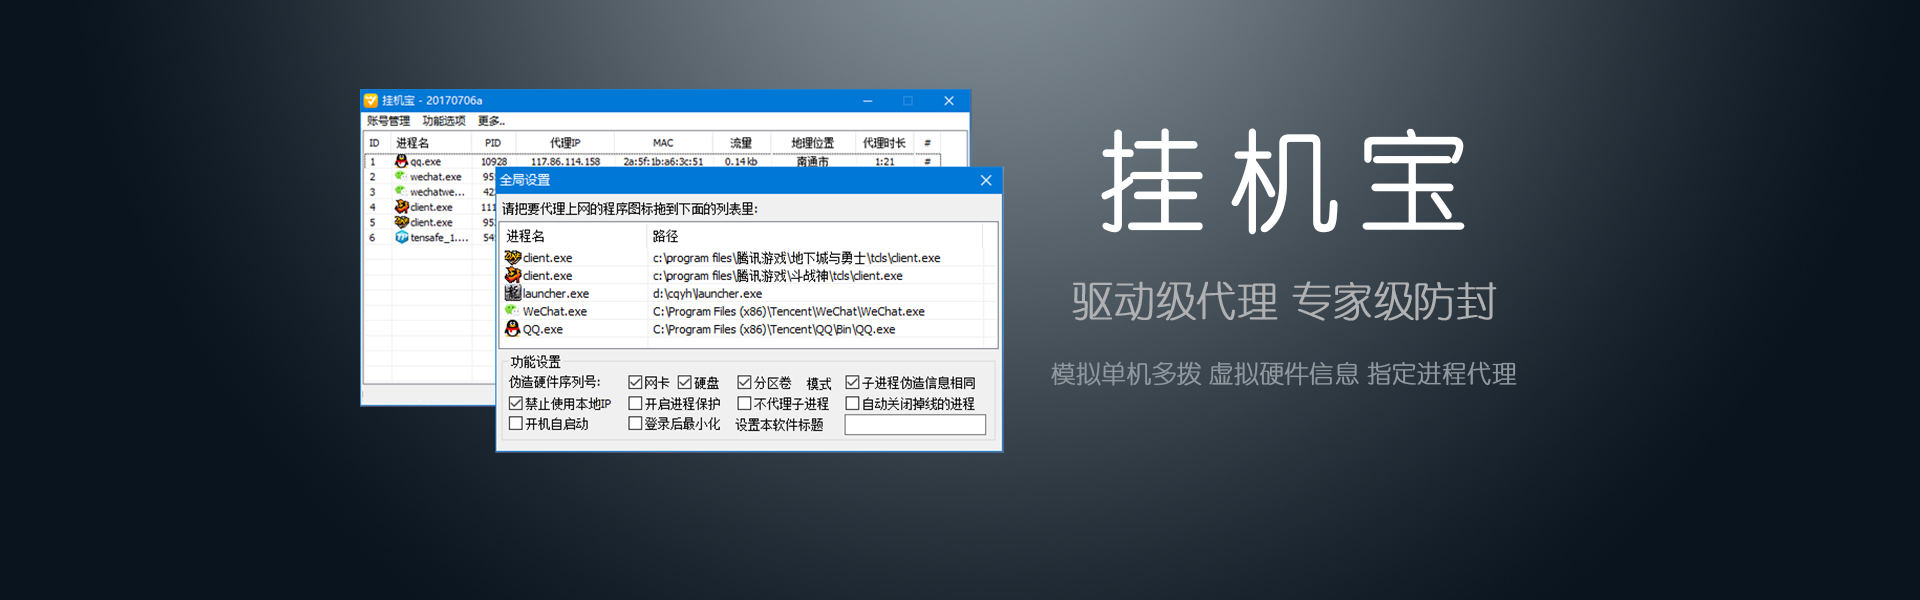 挂机宝 - 20170706a
账号管理 功能选项 更多..
ID 进程名 PID 代理IP MAC 流量 地理位置 代理时长 #
1 qq.exe 10928 117.86.114.158 2a:5f:1b:a6:3c:51 0.14kb 南通市 1:21 #
2 wechat.exe
3 wechatwe...
4 client.exe
5 client.exe
6 tensafe_1....
全局设置
请把要代理上网的程序图标拖到下面的列表里:
进程名 路径
client.exe c:\program files\腾讯游戏\地下城与勇士\tcls\client.exe
client.exe c:\program files\腾讯游戏\斗战神\tcls\client.exe
launcher.exe d:\cqyh\launcher.exe
WeChat.exe C:\Program Files (x86)\Tencent\WeChat\WeChat.exe
QQ.exe C:\Program Files (x86)\Tencent\QQ\Bin\QQ.exe
功能设置
伪造硬件序列号: 网卡 硬盘 分区卷 模式 子进程伪造信息相同
禁止使用本地IP 开启进程保护 不代理子进程 自动关闭掉线的进程
开机自启动 登录后最小化 设置本软件标题
挂机宝
驱动级代理 专家级防封
模拟单机多拨 虚拟硬件信息 指定进程代理